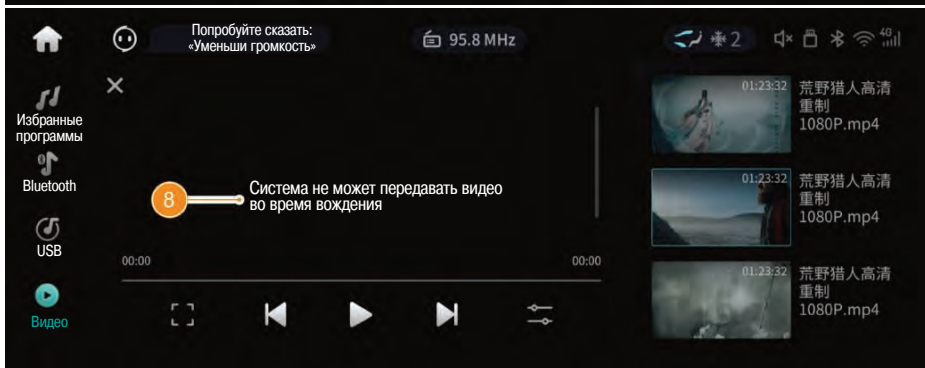 Попробуйте сказать:
«Уменьши громкость»
95.8 MHz
2
4G
Избранные
программы
Bluetooth
USB
Видео
8
Система не может передавать видео
во время вождения
00:00
00:00
01:23:32
荒野猎人高清
重制
1080P.mp4
01:23:32
荒野猎人高清
重制
1080P.mp4
01:23:32
荒野猎人高清
重制
1080P.mp4